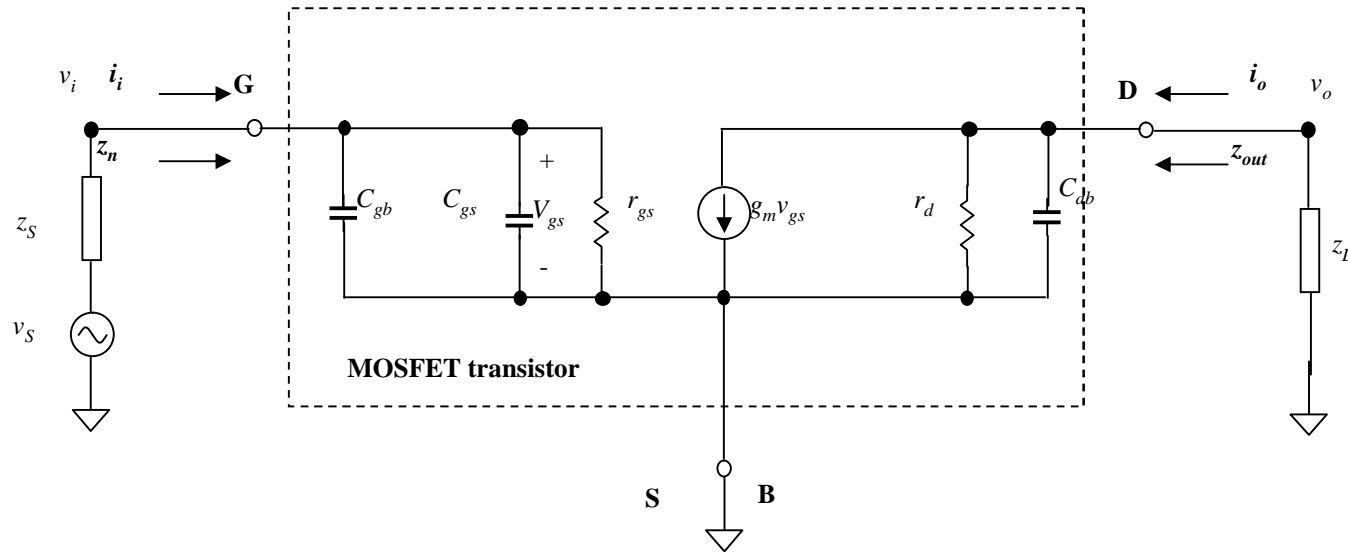 v_i i_i G
D i_o v_o
z_n
z_out
C_gb C_gs + V_gs - r_gs g_m v_gs r_d C_db
z_S
z_L
v_S
MOSFET transistor
S B